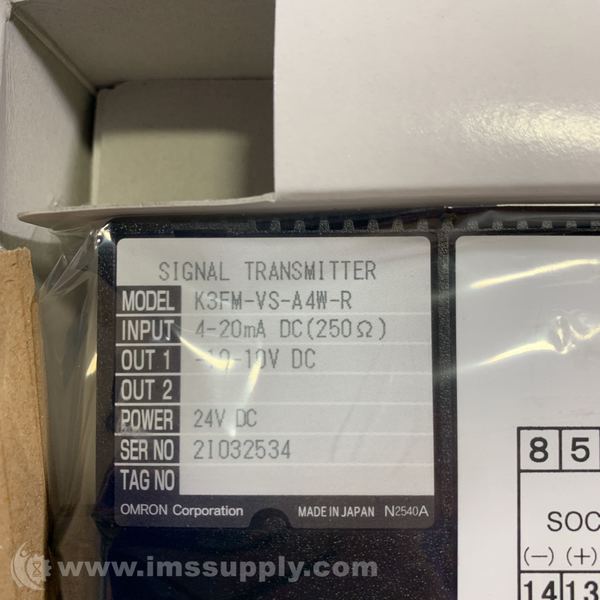 SIGNAL TRANSMITTER
MODEL K3FM-VS-A4W-R
INPUT 4-20mA DC(250Ω)
OUT 1 -10-10V DC
OUT 2
POWER 24V DC
SER NO 21032534
TAG NO
OMRON Corporation MADE IN JAPAN N2540A
8 5
SOC
(-) (+)
14 13
www.imssupply.com